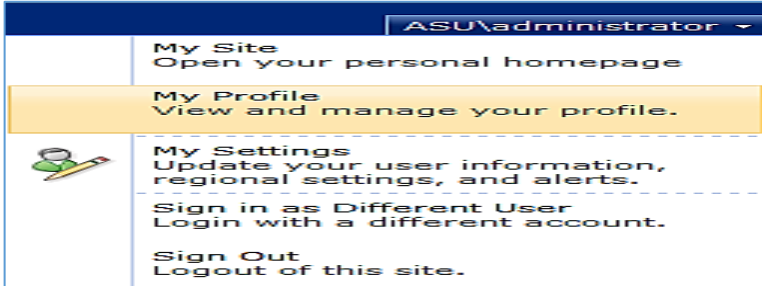 ASU\administrator
My Site
Open your personal homepage
My Profile
View and manage your profile.
My Settings
Update your user information,
regional settings, and alerts.
Sign in as Different User
Login with a different account.
Sign Out
Logout of this site.